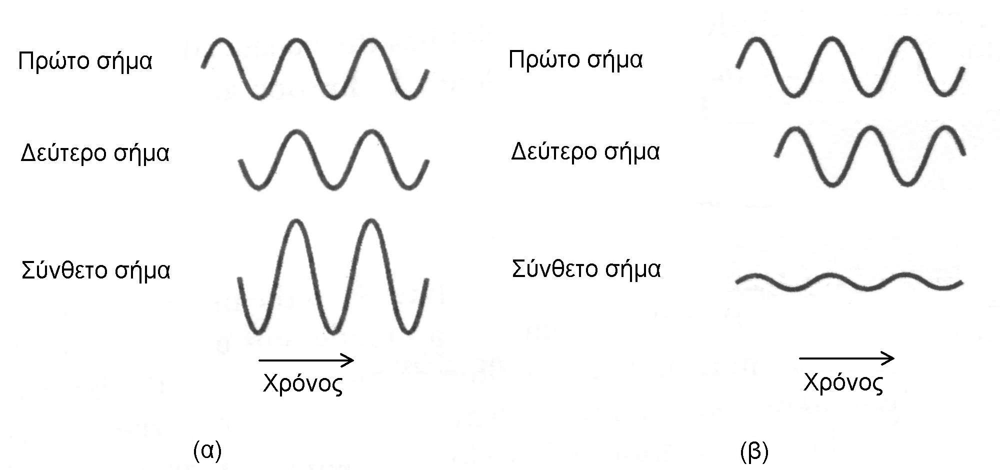 Πρώτο σήμα
Δεύτερο σήμα
Σύνθετο σήμα
Χρόνος
(α)
Πρώτο σήμα
Δεύτερο σήμα
Σύνθετο σήμα
Χρόνος
(β)